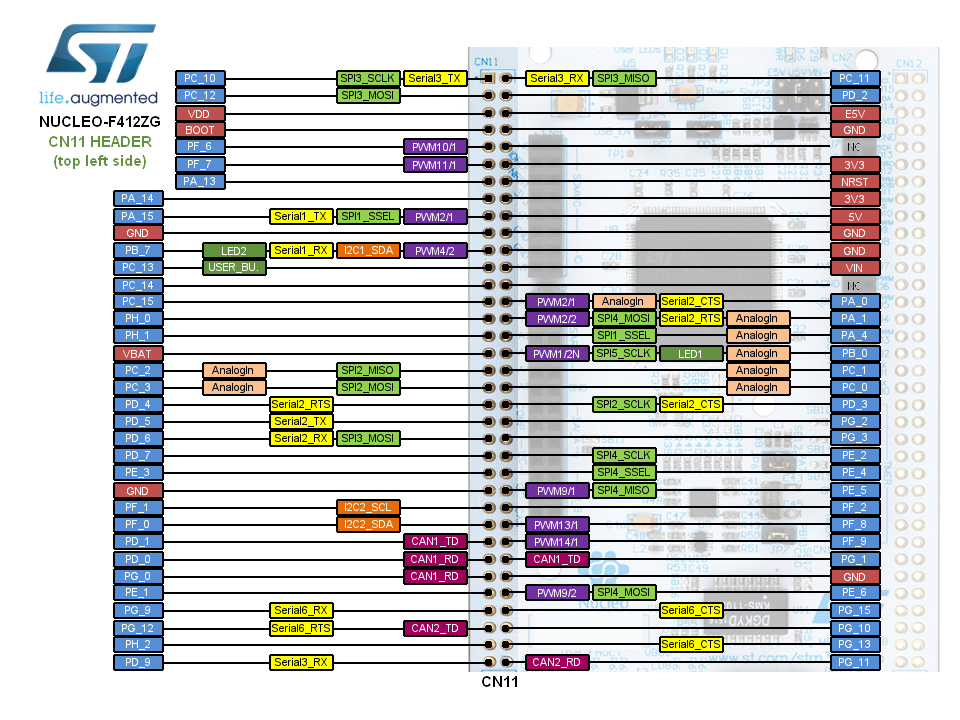 life.augmented
NUCLEO-F412ZG
CN11 HEADER
(top left side)
CN11
CN7
CN12
User LEDs
U5
PC_10 SPI3_SCLK Serial3_TX Serial3_RX SPI3_MISO PC_11
PC_12 SPI3_MOSI PD_2
VDD E5V
BOOT GND
PF_6 PWM10/1 NC
PF_7 PWM11/1 3V3
PA_13 NRST
PA_14 3V3
PA_15 Serial1_TX SPI1_SSEL PWM2/1 5V
GND GND
PB_7 LED2 Serial1_RX I2C1_SDA PWM4/2 GND
PC_13 USER_BU: VIN
PC_14 NC
PC_15 PWM2/1 AnalogIn Serial2_CTS PA_0
PH_0 PWM2/2 SPI4_MOSI Serial2_RTS AnalogIn PA_1
PH_1 SPI1_SSEL AnalogIn PA_4
VBAT PWM1/2N SPI5_SCLK LED1 AnalogIn PB_0
PC_2 AnalogIn SPI2_MISO AnalogIn PC_1
PC_3 AnalogIn SPI2_MOSI AnalogIn PC_0
PD_4 Serial2_RTS SPI2_SCLK Serial2_CTS PD_3
PD_5 Serial2_TX PG_2
PD_6 Serial2_RX SPI3_MOSI PG_3
PD_7 SPI4_SCLK PE_2
PE_3 SPI4_SSEL PE_4
GND PWM9/1 SPI4_MISO PE_5
PF_1 I2C2_SCL PF_2
PF_0 I2C2_SDA PWM13/1 PF_8
PD_1 CAN1_TD PWM14/1 PF_9
PD_0 CAN1_RD CAN1_TD PG_1
PG_0 CAN1_RD GND
PE_1 PWM9/2 SPI4_MOSI PE_6
PG_9 Serial6_RX Serial6_CTS PG_15
PG_12 Serial6_RTS CAN2_TD PG_10
PH_2 Serial6_CTS PG_13
PD_9 Serial3_RX CAN2_RD PG_11
Nucleo
CN11